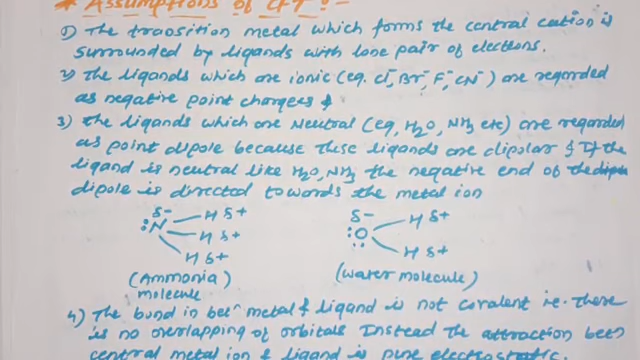 * Assumptions of CFT :-
1) The transition metal which forms the central cation is
surrounded by ligands with lone pair of electrons.
2) The ligands which are ionic (eg. Cl⁻, Br⁻, F⁻, CN⁻) are regarded
as negative point charges &
3) The ligands which are Neutral (eg, H2O, NH3 etc) are regarded
as point dipole because these ligands are dipolar & If the
ligand is neutral like H2O, NH3 the negative end of the
dipole is directed towords the metal ion
δ- H δ+ δ- H δ+
:N H δ+ :O:
H δ+ H δ+
(Ammonia) (Water molecule)
molecule
4) The bond in betn metal & ligand is not covalent i.e. There
is no overlapping of orbitals Instead the attraction betn
central metal ion & ligand is pure electrostatic.